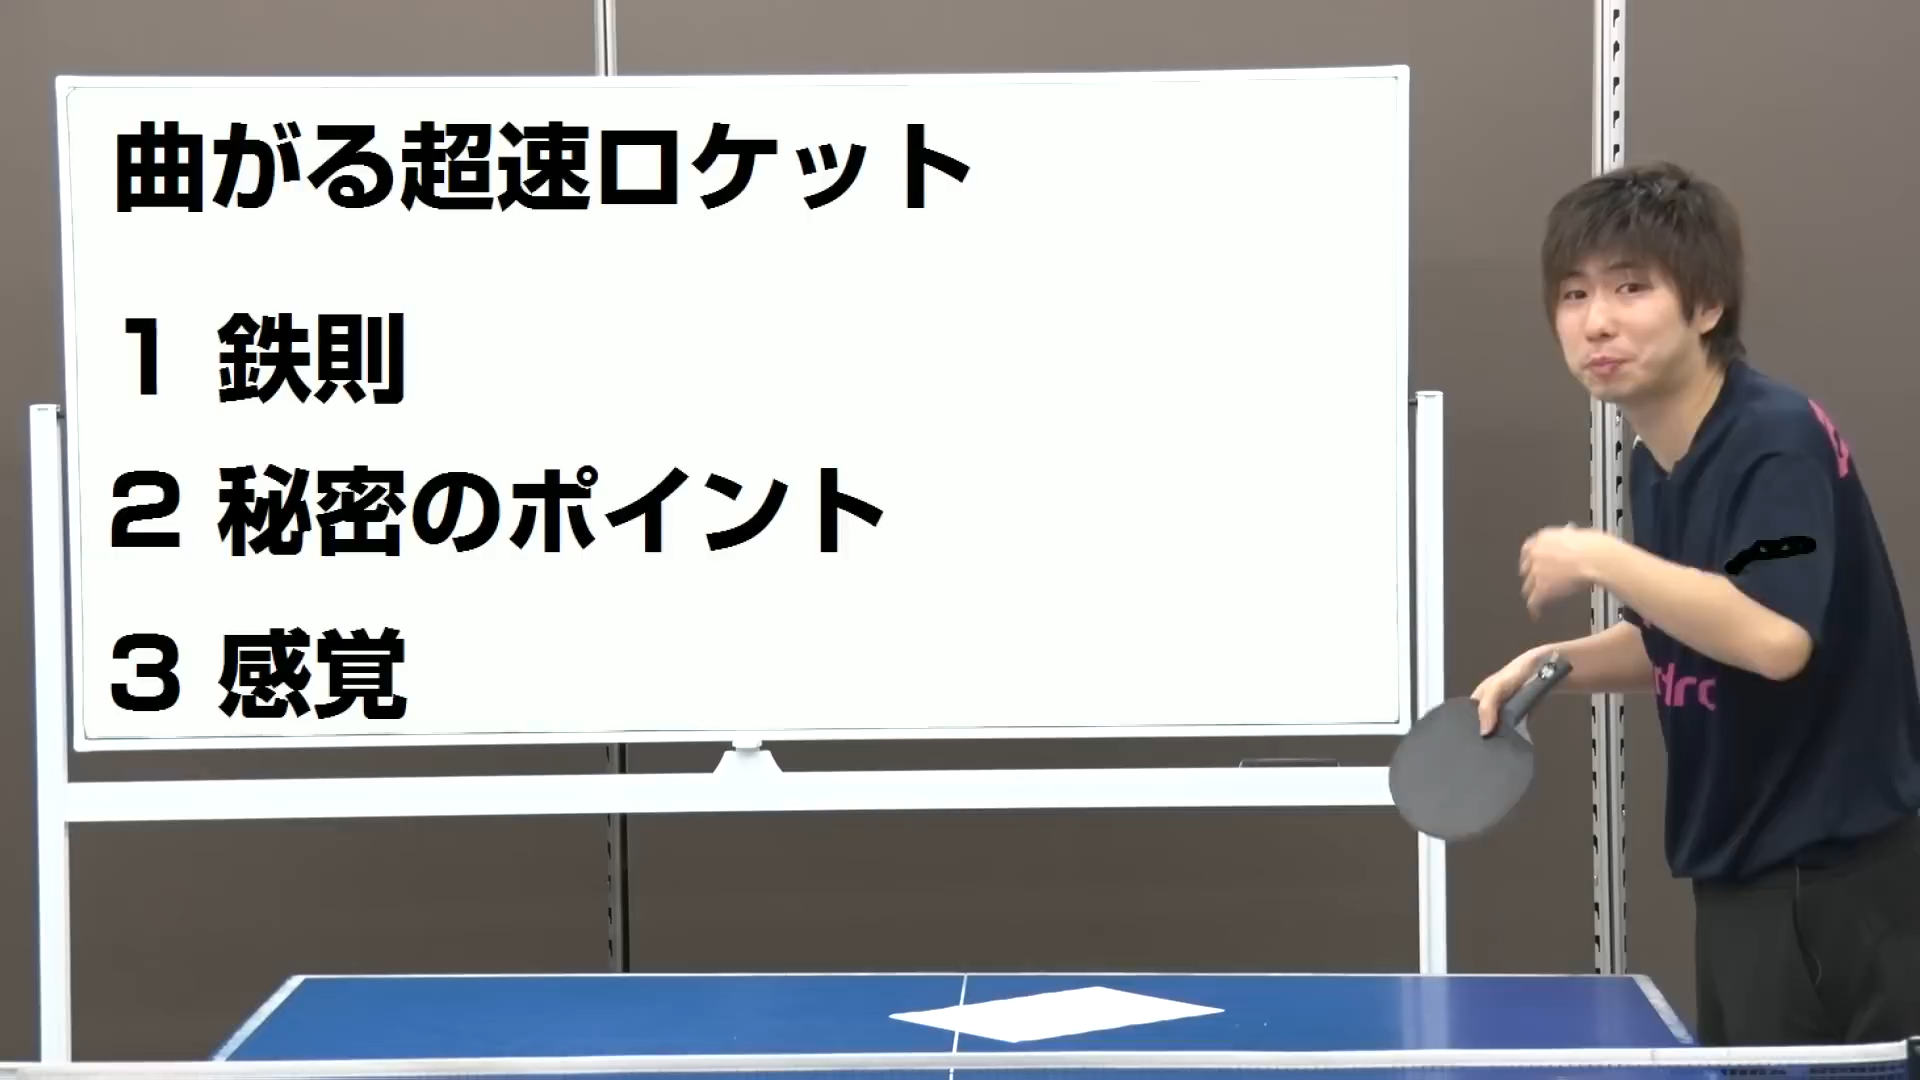 曲がる超速ロケット
1 鉄則
2 秘密のポイント
3 感覚